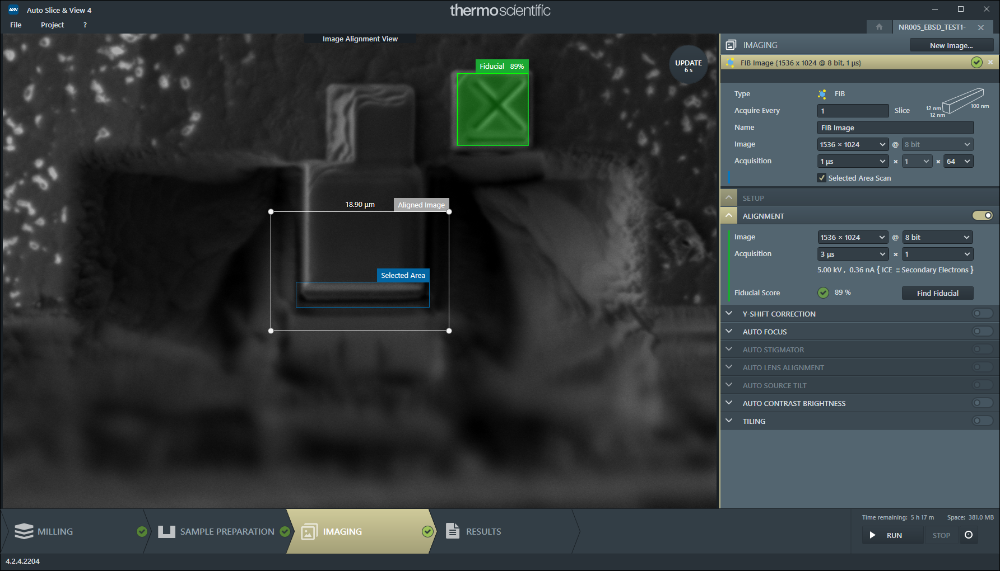 ASV Auto Slice & View 4
thermo scientific
File Project ?
NR005_EBSD_TEST1-
Image Alignment View
UPDATE
6 s
Fiducial 89%
18.90 µm
Aligned Image
Selected Area
IMAGING
New Image...
FIB Image {1536 x 1024 @ 8 bit, 1 µs}
Type FIB
Acquire Every 1 Slice
12 nm
12 nm
100 nm
Name FIB Image
Image 1536 × 1024 @ 8 bit
Acquisition 1 µs x 1 x 64
Selected Area Scan
SETUP
ALIGNMENT
Image 1536 × 1024 @ 8 bit
Acquisition 3 µs x 1
5.00 kV , 0.36 nA { ICE :: Secondary Electrons }
Fiducial Score 89 % Find Fiducial
Y-SHIFT CORRECTION
AUTO FOCUS
AUTO STIGMATOR
AUTO LENS ALIGNMENT
AUTO SOURCE TILT
AUTO CONTRAST BRIGHTNESS
TILING
MILLING
SAMPLE PREPARATION
IMAGING
RESULTS
Time remaining: 5 h 17 m Space: 381.0 MB
RUN STOP
4.2.4.2204